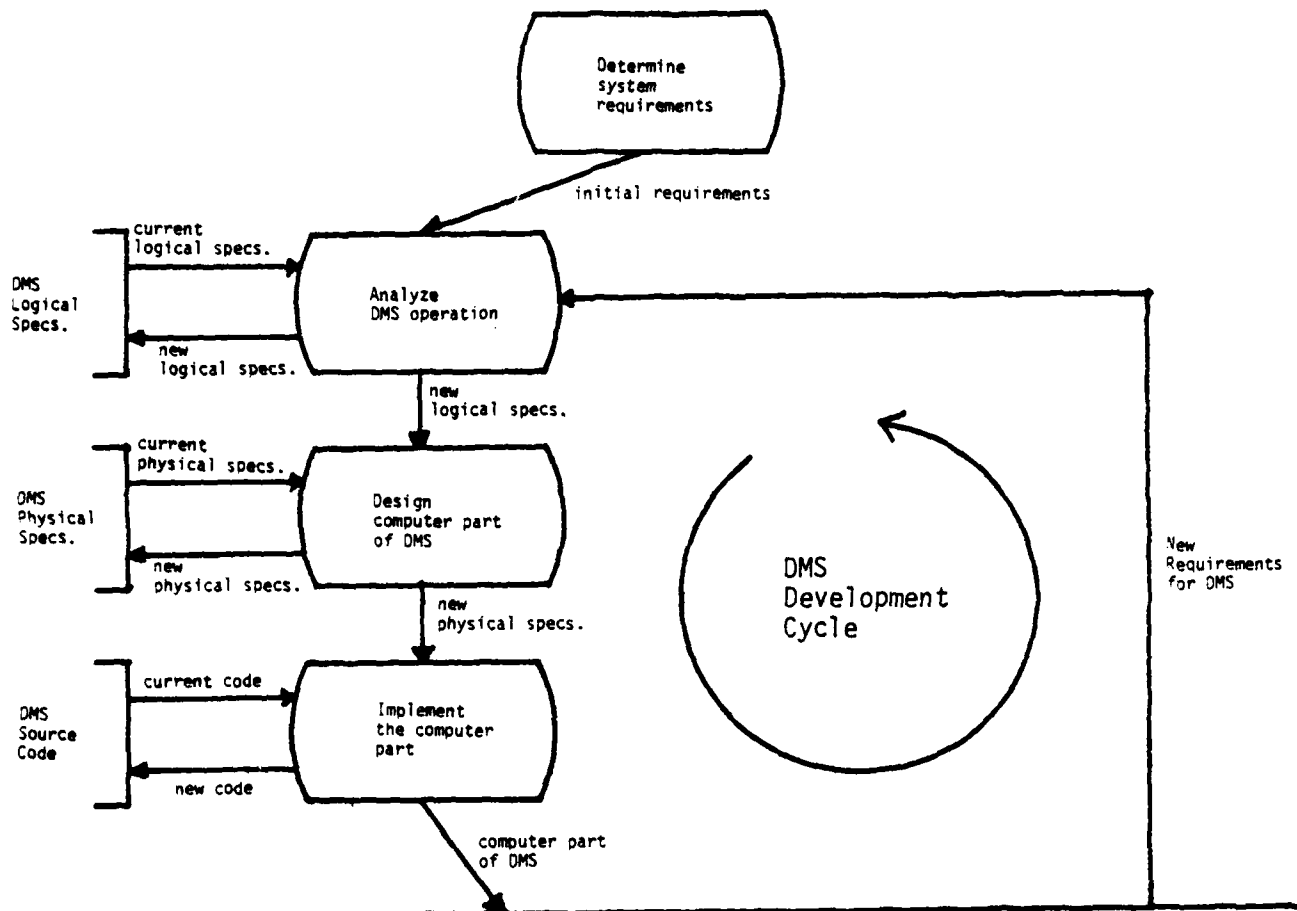 Determine
system
requirements
initial requirements
current
logical specs.
DMS
Logical
Specs.
Analyze
DMS operation
new
logical specs.
new
logical specs.
current
physical specs.
DMS
Physical
Specs.
Design
computer part
of DMS
new
physical specs.
new
physical specs.
DMS
Development
Cycle
New
Requirements
for DMS
current code
DMS
Source
Code
Implement
the computer
part
new code
computer part
of DMS